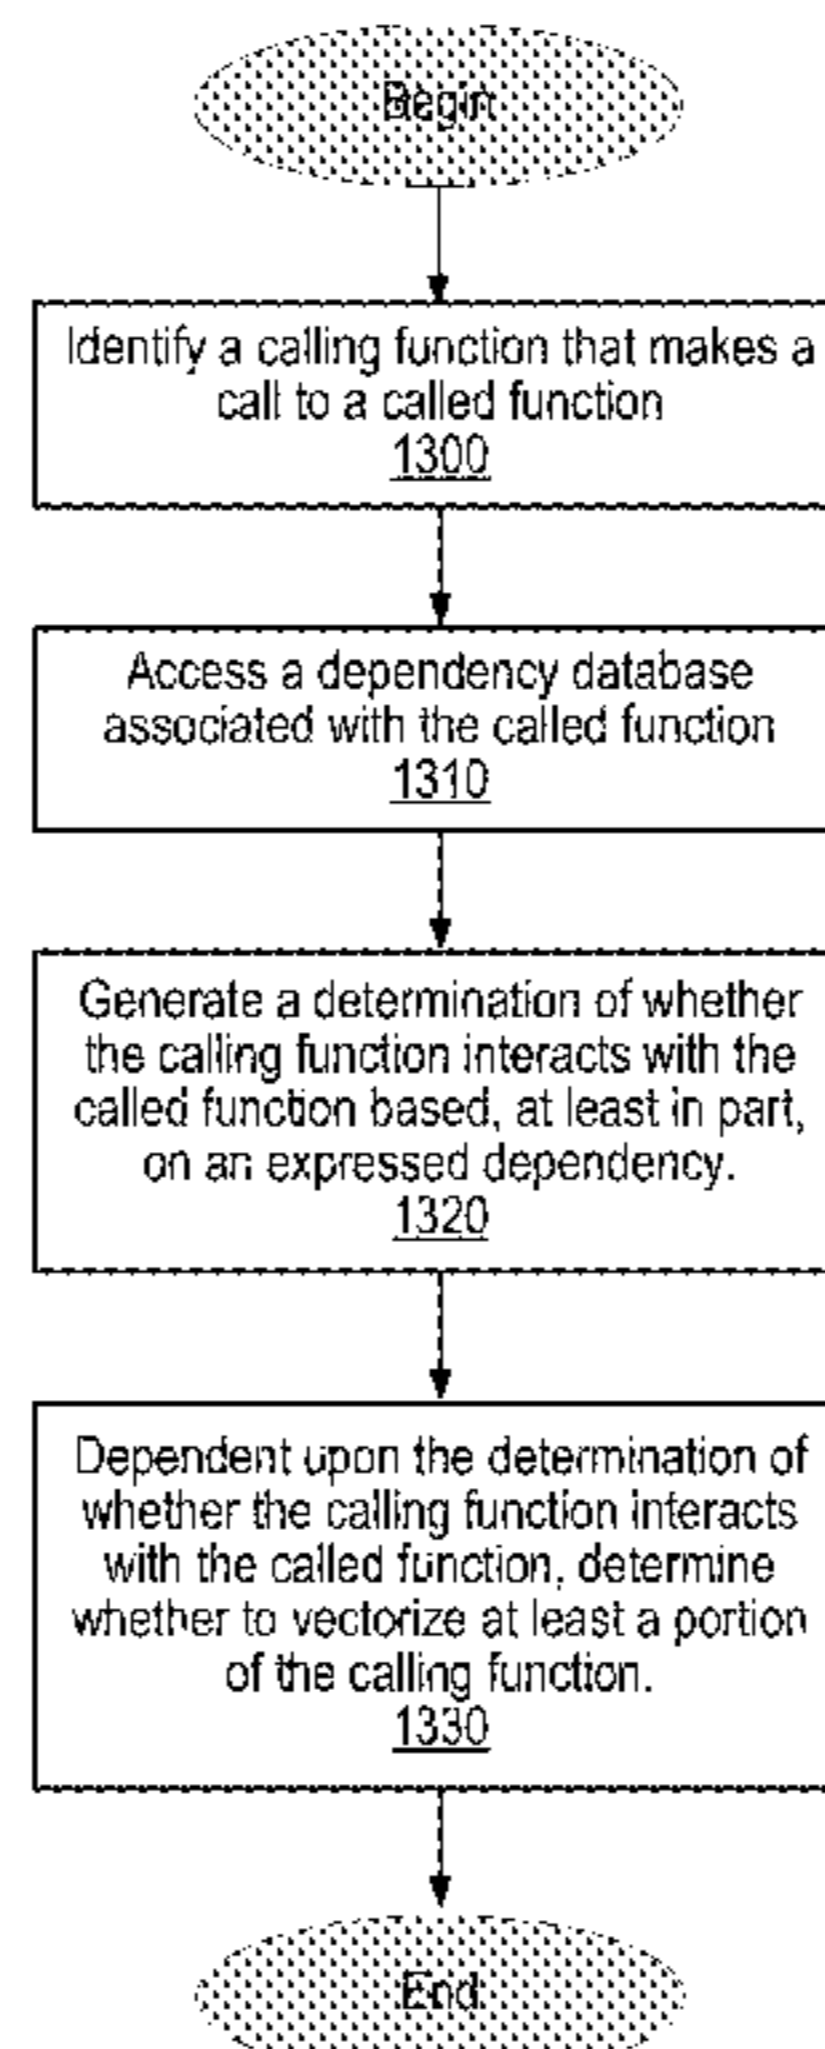 Begin
Identify a calling function that makes a
call to a called function
1300
Access a dependency database
associated with the called function
1310
Generate a determination of whether
the calling function interacts with the
called function based, at least in part,
on an expressed dependency.
1320
Dependent upon the determination of
whether the calling function interacts
with the called function, determine
whether to vectorize at least a portion
of the calling function.
1330
End